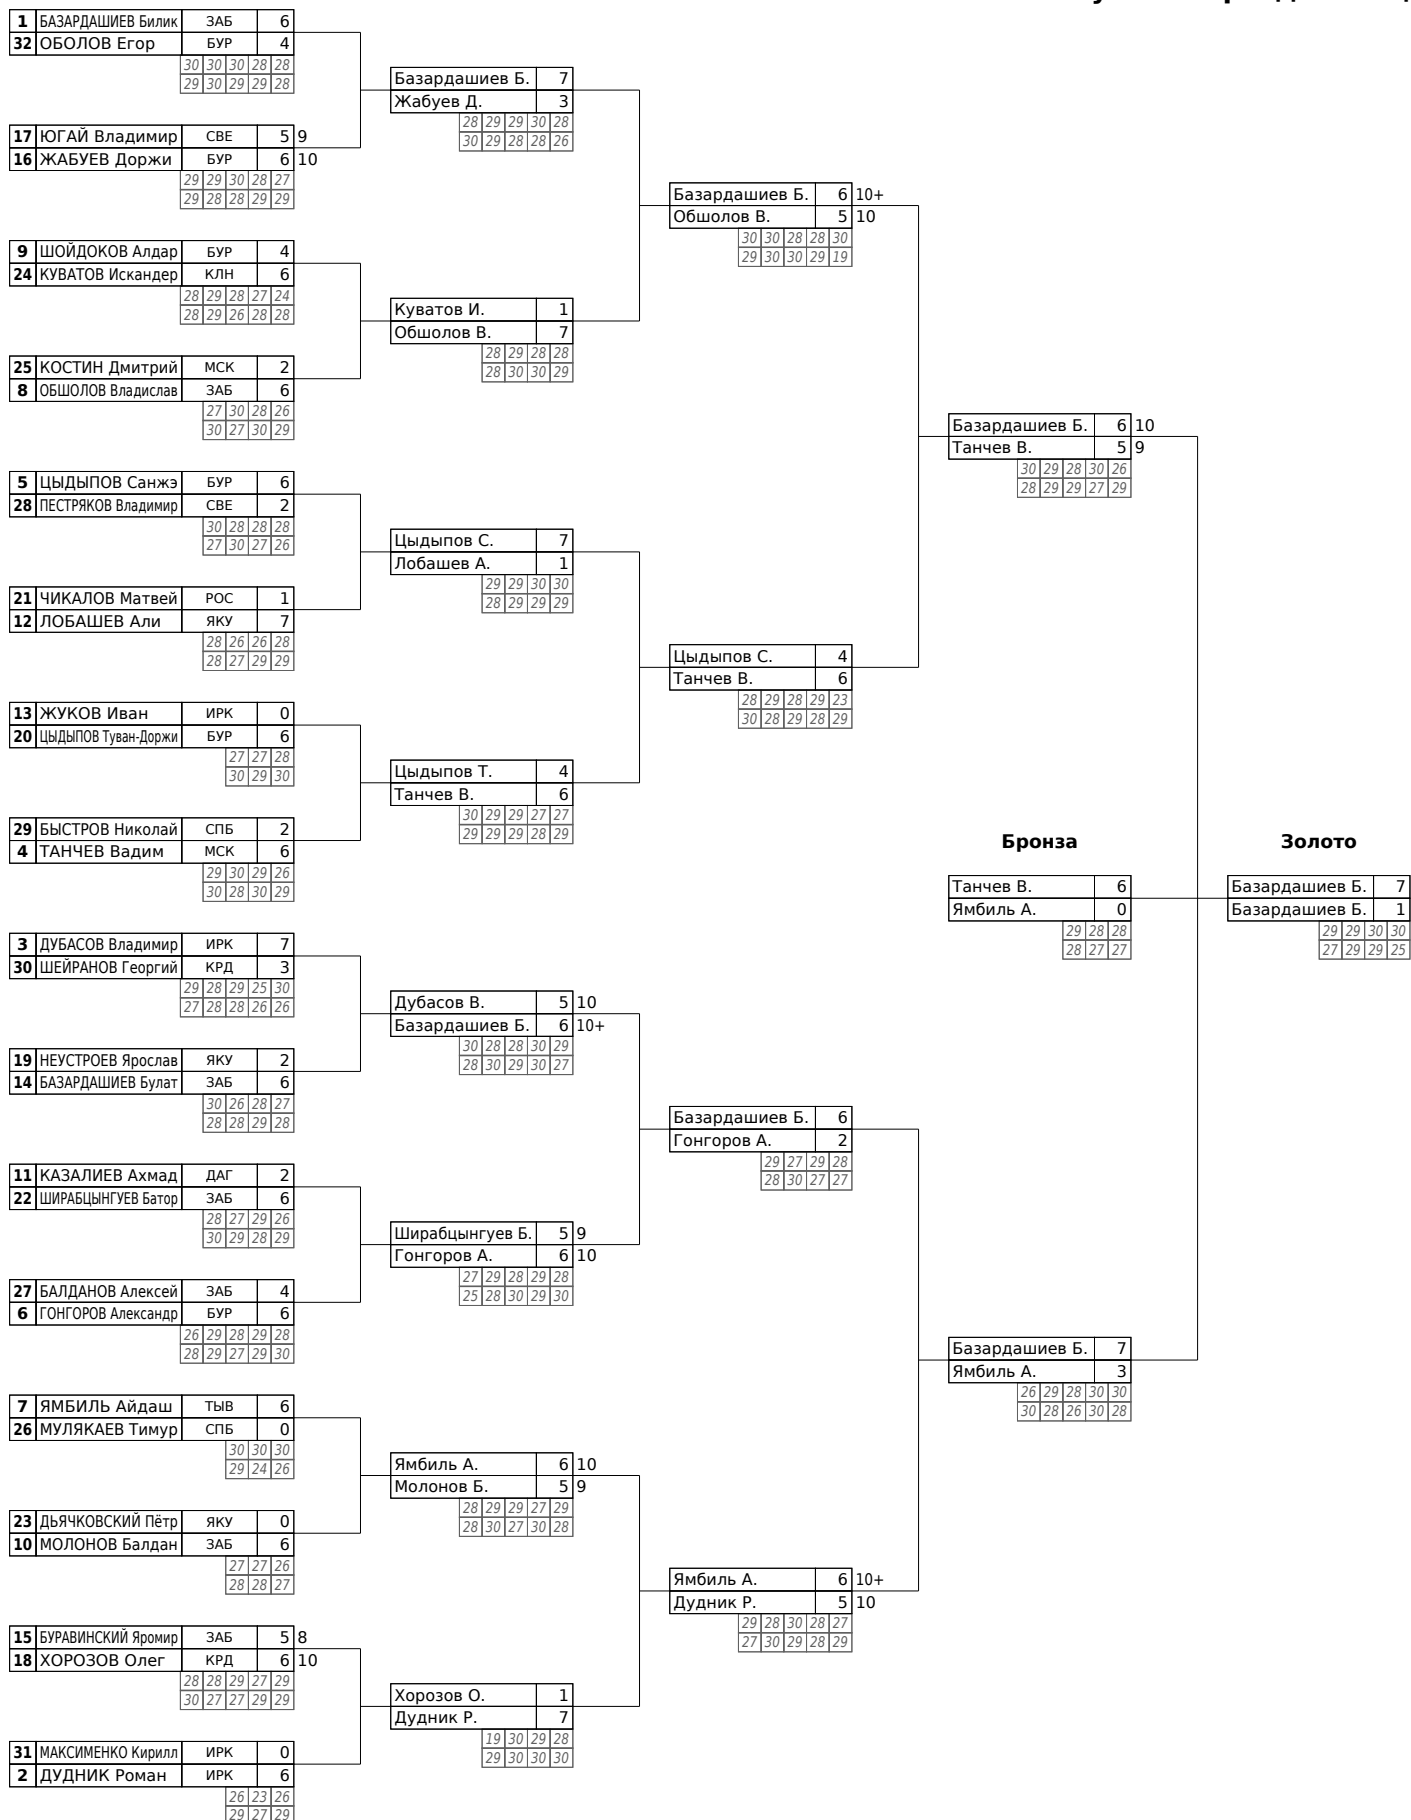 1 БАЗАРДАШИЕВ Билик ЗАБ 6
32 ОБОЛОВ Егор БУР 4
30 30 30 28 28
29 30 29 29 28
17 ЮГАЙ Владимир СВЕ 5 9
16 ЖАБУЕВ Доржи БУР 6 10
29 29 30 28 27
29 28 28 29 29
9 ШОЙДОКОВ Алдар БУР 4
24 КУВАТОВ Искандер КЛН 6
28 29 28 27 24
28 29 26 28 28
25 КОСТИН Дмитрий МСК 2
8 ОБШОЛОВ Владислав ЗАБ 6
27 30 28 26
30 27 30 29
5 ЦЫДЫПОВ Санжэ БУР 6
28 ПЕСТРЯКОВ Владимир СВЕ 2
30 28 28 28
27 30 27 26
21 ЧИКАЛОВ Матвей РОС 1
12 ЛОБАШЕВ Али ЯКУ 7
28 26 26 28
28 27 29 29
13 ЖУКОВ Иван ИРК 0
20 ЦЫДЫПОВ Туван-Доржи БУР 6
27 27 28
30 29 30
29 БЫСТРОВ Николай СПБ 2
4 ТАНЧЕВ Вадим МСК 6
29 30 29 26
30 28 30 29
3 ДУБАСОВ Владимир ИРК 7
30 ШЕЙРАНОВ Георгий КРД 3
29 28 29 25 30
27 28 28 26 26
19 НЕУСТРОЕВ Ярослав ЯКУ 2
14 БАЗАРДАШИЕВ Булат ЗАБ 6
30 26 28 27
28 28 29 28
11 КАЗАЛИЕВ Ахмад ДАГ 2
22 ШИРАБЦЫНГУЕВ Батор ЗАБ 6
28 27 29 26
30 29 28 29
27 БАЛДАНОВ Алексей ЗАБ 4
6 ГОНГОРОВ Александр БУР 6
26 29 28 29 28
28 29 27 29 30
7 ЯМБИЛЬ Айдаш ТЫВ 6
26 МУЛЯКАЕВ Тимур СПБ 0
30 30 30
29 24 26
23 ДЬЯЧКОВСКИЙ Пётр ЯКУ 0
10 МОЛОНОВ Балдан ЗАБ 6
27 27 26
28 28 27
15 БУРАВИНСКИЙ Яромир ЗАБ 5 8
18 ХОРОЗОВ Олег КРД 6 10
28 28 29 27 29
30 27 27 29 29
31 МАКСИМЕНКО Кирилл ИРК 0
2 ДУДНИК Роман ИРК 6
26 23 26
29 27 29
Базардашиев Б. 7
Жабуев Д. 3
28 29 29 30 28
30 29 28 28 26
Куватов И. 1
Обшолов В. 7
28 29 28 28
28 30 30 29
Цыдыпов С. 7
Лобашев А. 1
29 29 30 30
28 29 29 29
Цыдыпов Т. 4
Танчев В. 6
30 29 29 27 27
29 29 29 28 29
Дубасов В. 5 10
Базардашиев Б. 6 10+
30 28 28 30 29
28 30 29 30 27
Ширабцынгуев Б. 5 9
Гонгоров А. 6 10
27 29 28 29 28
25 28 30 29 30
Ямбиль А. 6 10
Молонов Б. 5 9
28 29 29 27 29
28 30 27 30 28
Хорозов О. 1
Дудник Р. 7
19 30 29 28
29 30 30 30
Базардашиев Б. 6 10+
Обшолов В. 5 10
30 30 28 28 30
29 30 30 29 19
Цыдыпов С. 4
Танчев В. 6
28 29 28 29 23
30 28 29 28 29
Базардашиев Б. 6
Гонгоров А. 2
29 27 29 28
28 30 27 27
Ямбиль А. 6 10+
Дудник Р. 5 10
29 28 30 28 27
27 30 29 28 29
Базардашиев Б. 6 10
Танчев В. 5 9
30 29 28 30 26
28 29 29 27 29
Базардашиев Б. 7
Ямбиль А. 3
26 29 28 30 30
30 28 26 30 28
Бронза
Танчев В. 6
Ямбиль А. 0
29 28 28
28 27 27
Золото
Базардашиев Б. 7
Базардашиев Б. 1
29 29 30 30
27 29 29 25